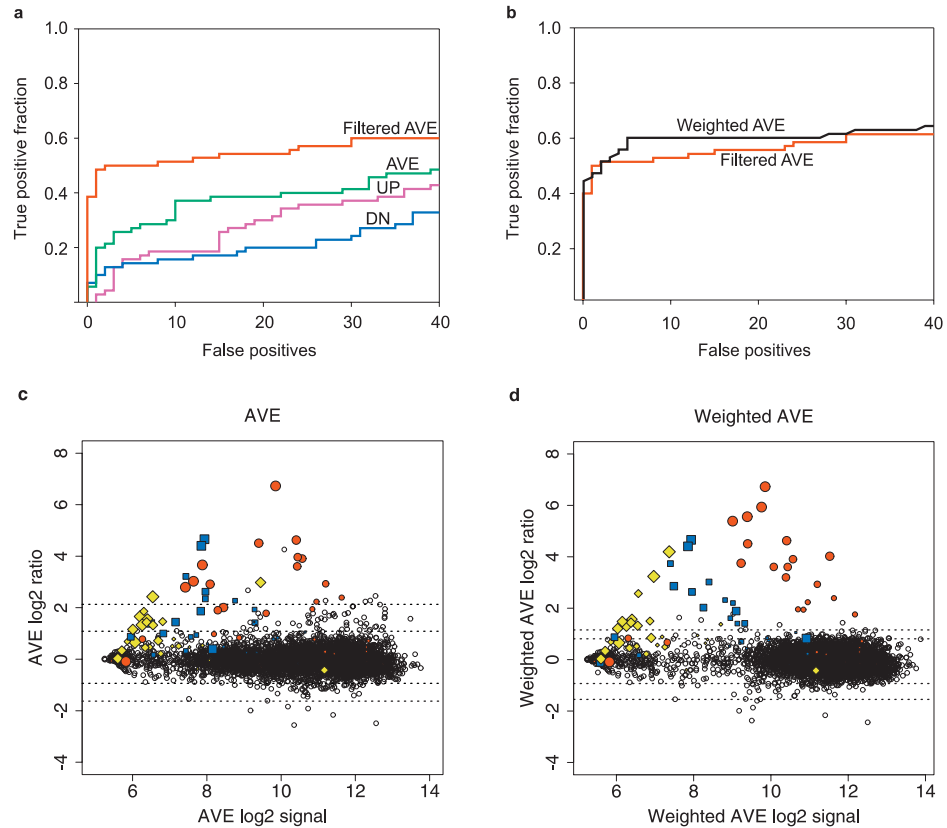 a
True positive fraction
1.0
0.8
0.6
0.4
0.2
Filtered AVE
AVE
UP
DN
0
10
20
30
40
False positives
b
True positive fraction
1.0
0.8
0.6
0.4
0.2
Weighted AVE
Filtered AVE
0
10
20
30
40
False positives
c
AVE
AVE log2 ratio
8
6
4
2
0
-2
-4
6
8
10
12
14
AVE log2 signal
d
Weighted AVE
Weighted AVE log2 ratio
8
6
4
2
0
-2
-4
6
8
10
12
14
Weighted AVE log2 signal